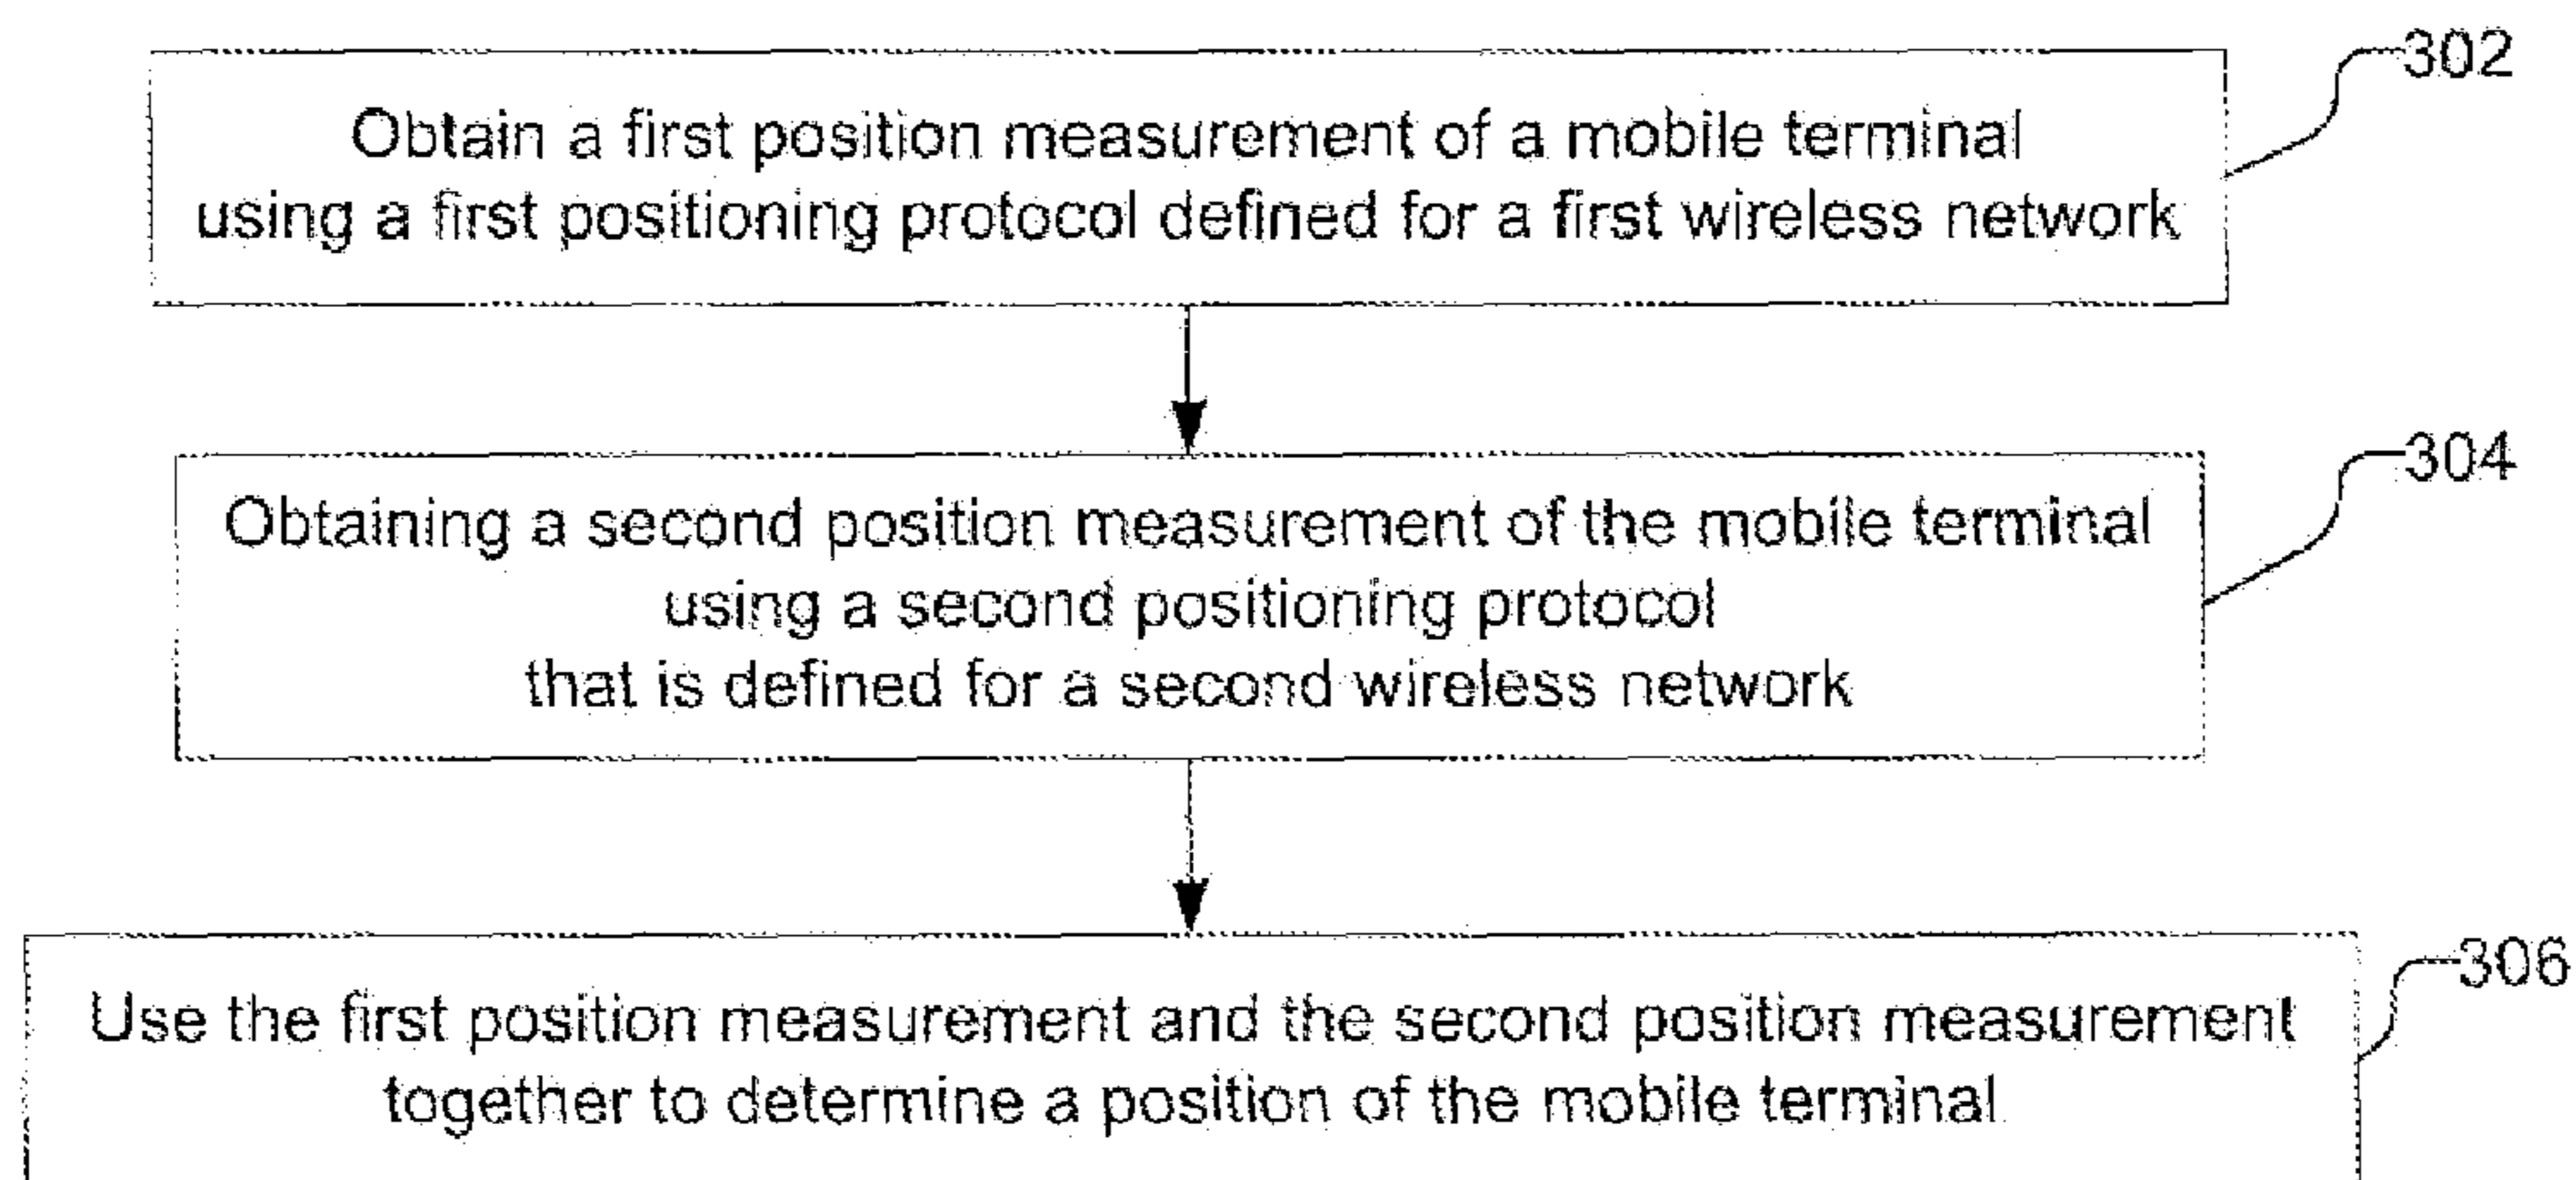 302
Obtain a first position measurement of a mobile terminal
using a first positioning protocol defined for a first wireless network
304
Obtaining a second position measurement of the mobile terminal
using a second positioning protocol
that is defined for a second wireless network
306
Use the first position measurement and the second position measurement
together to determine a position of the mobile terminal